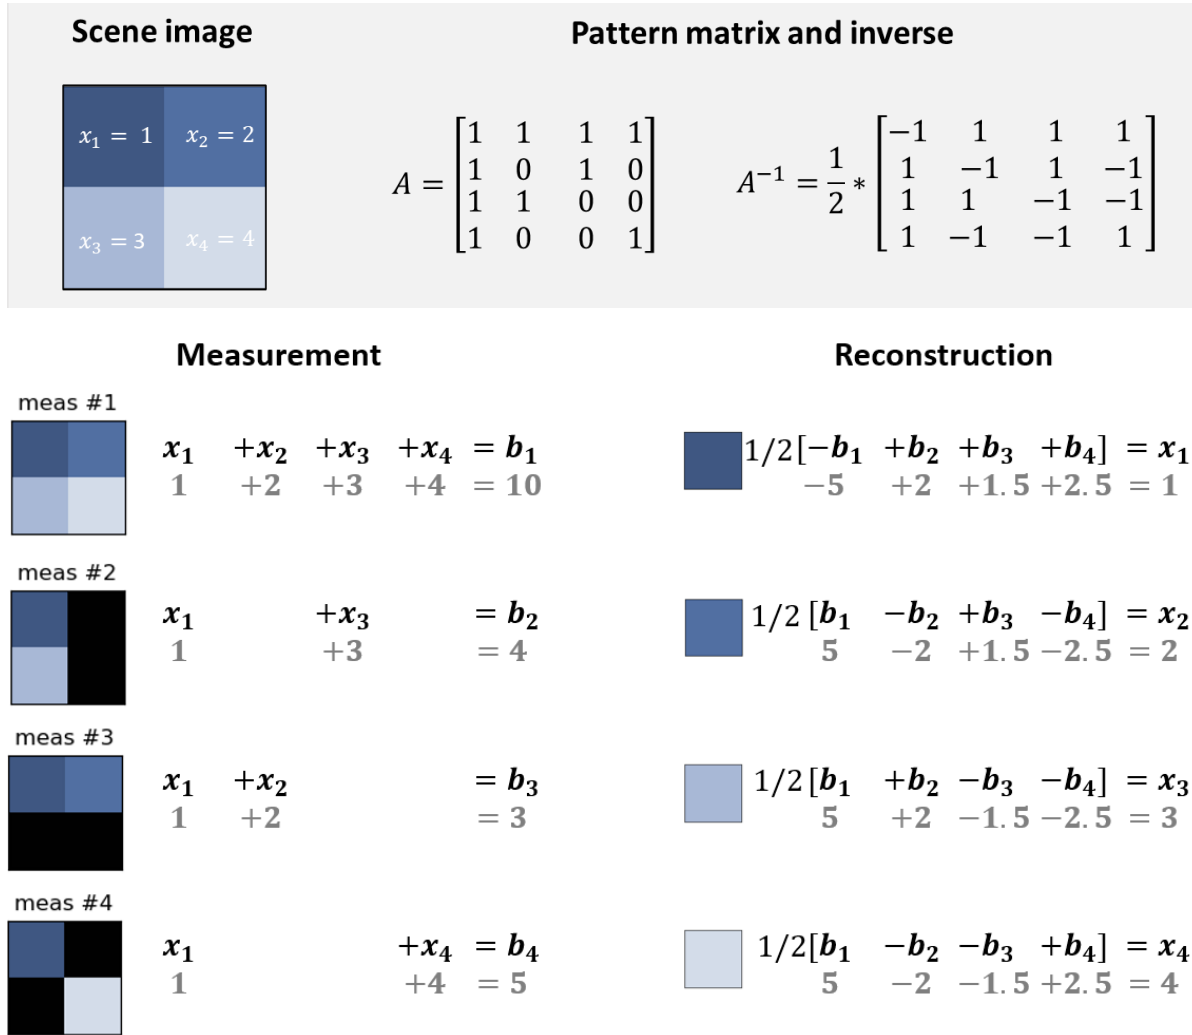 Scene image
Pattern matrix and inverse
x₁ = 1 x₂ = 2
x₃ = 3 x₄ = 4
A = [1 1 1 1
1 0 1 0
1 1 0 0
1 0 0 1]
A⁻¹ = 1/2 * [−1 1 1 1
1 −1 1 −1
1 1 −1 −1
1 −1 −1 1]
Measurement
Reconstruction
meas #1
x₁ +x₂ +x₃ +x₄ = b₁
1 +2 +3 +4 = 10
1/2[−b₁ +b₂ +b₃ +b₄] = x₁
−5 +2 +1.5 +2.5 = 1
meas #2
x₁ +x₃ = b₂
1 +3 = 4
1/2 [b₁ −b₂ +b₃ −b₄] = x₂
5 −2 +1.5 −2.5 = 2
meas #3
x₁ +x₂ = b₃
1 +2 = 3
1/2 [b₁ +b₂ −b₃ −b₄] = x₃
5 +2 −1.5 −2.5 = 3
meas #4
x₁ +x₄ = b₄
1 +4 = 5
1/2[b₁ −b₂ −b₃ +b₄] = x₄
5 −2 −1.5 +2.5 = 4